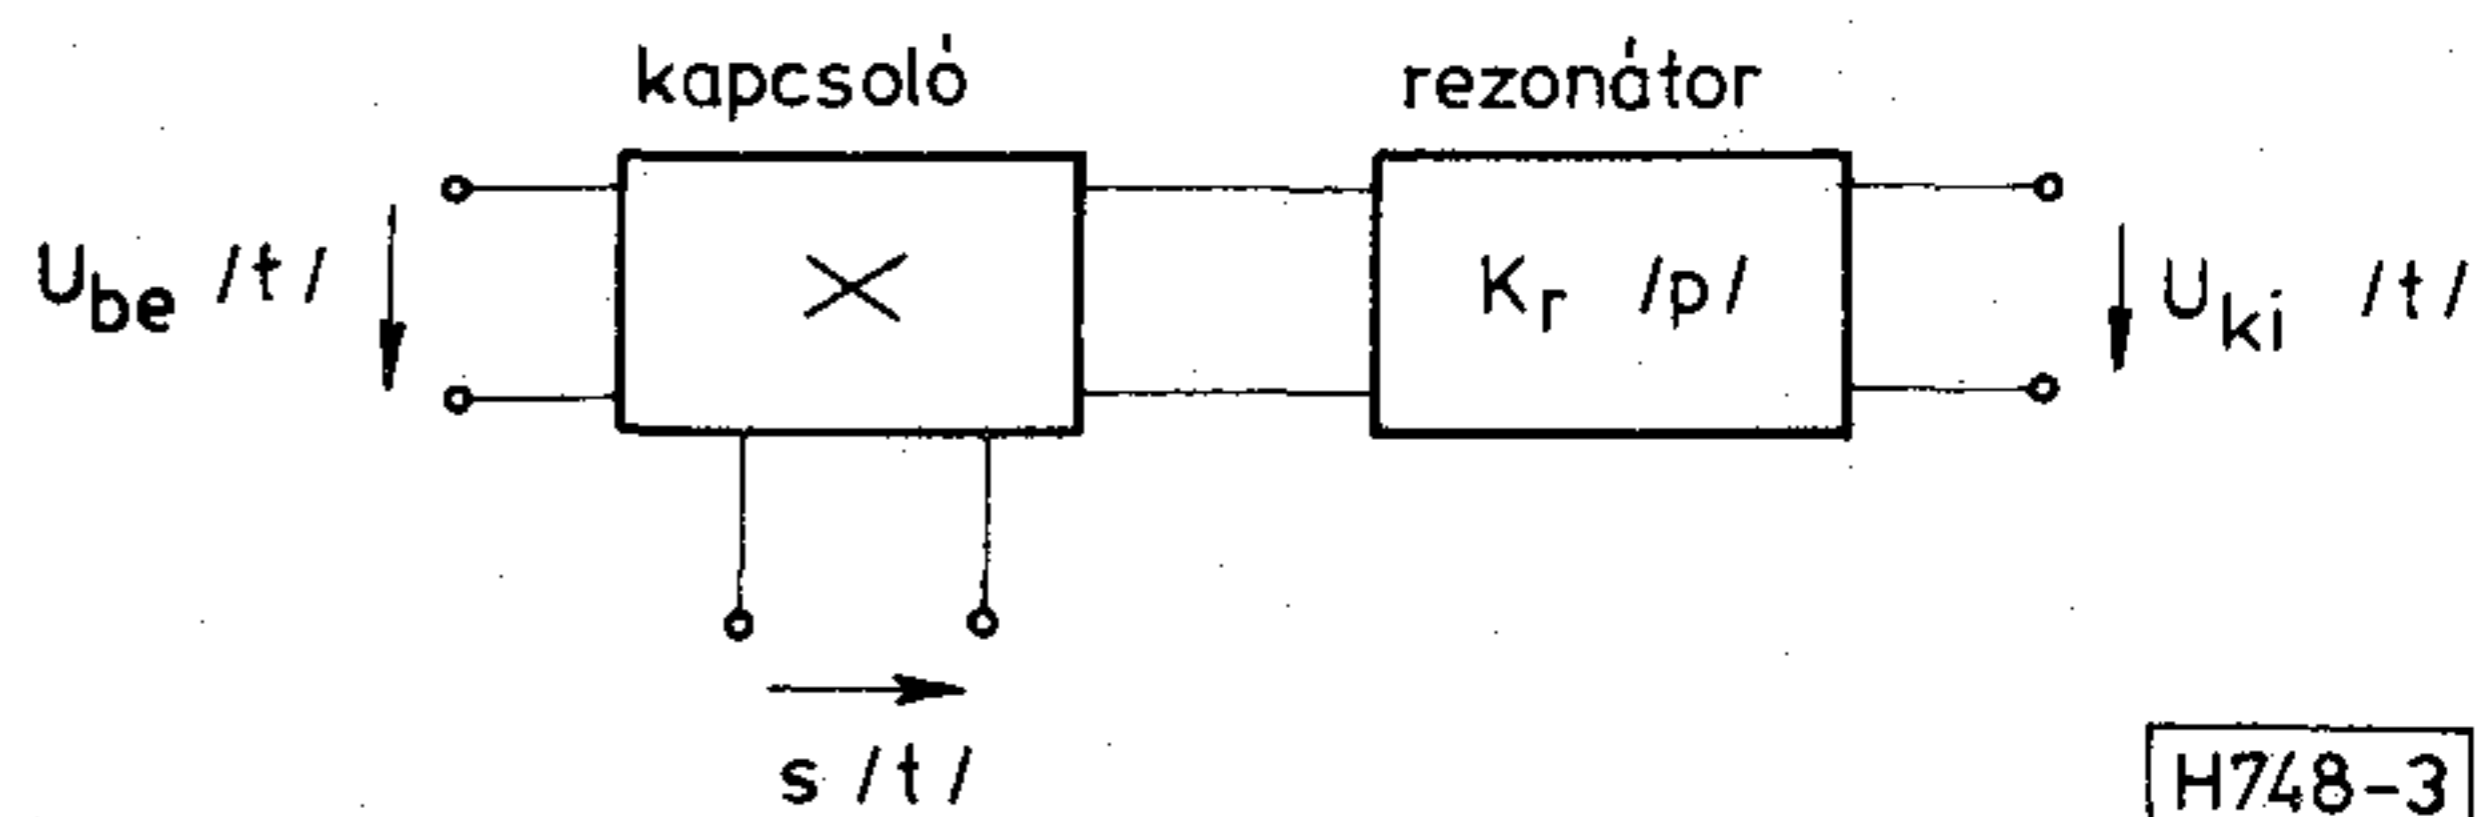 kapcsoló
rezonátor
U_be /t/
×
K_r /p/
U_ki /t/
s /t/
H748-3